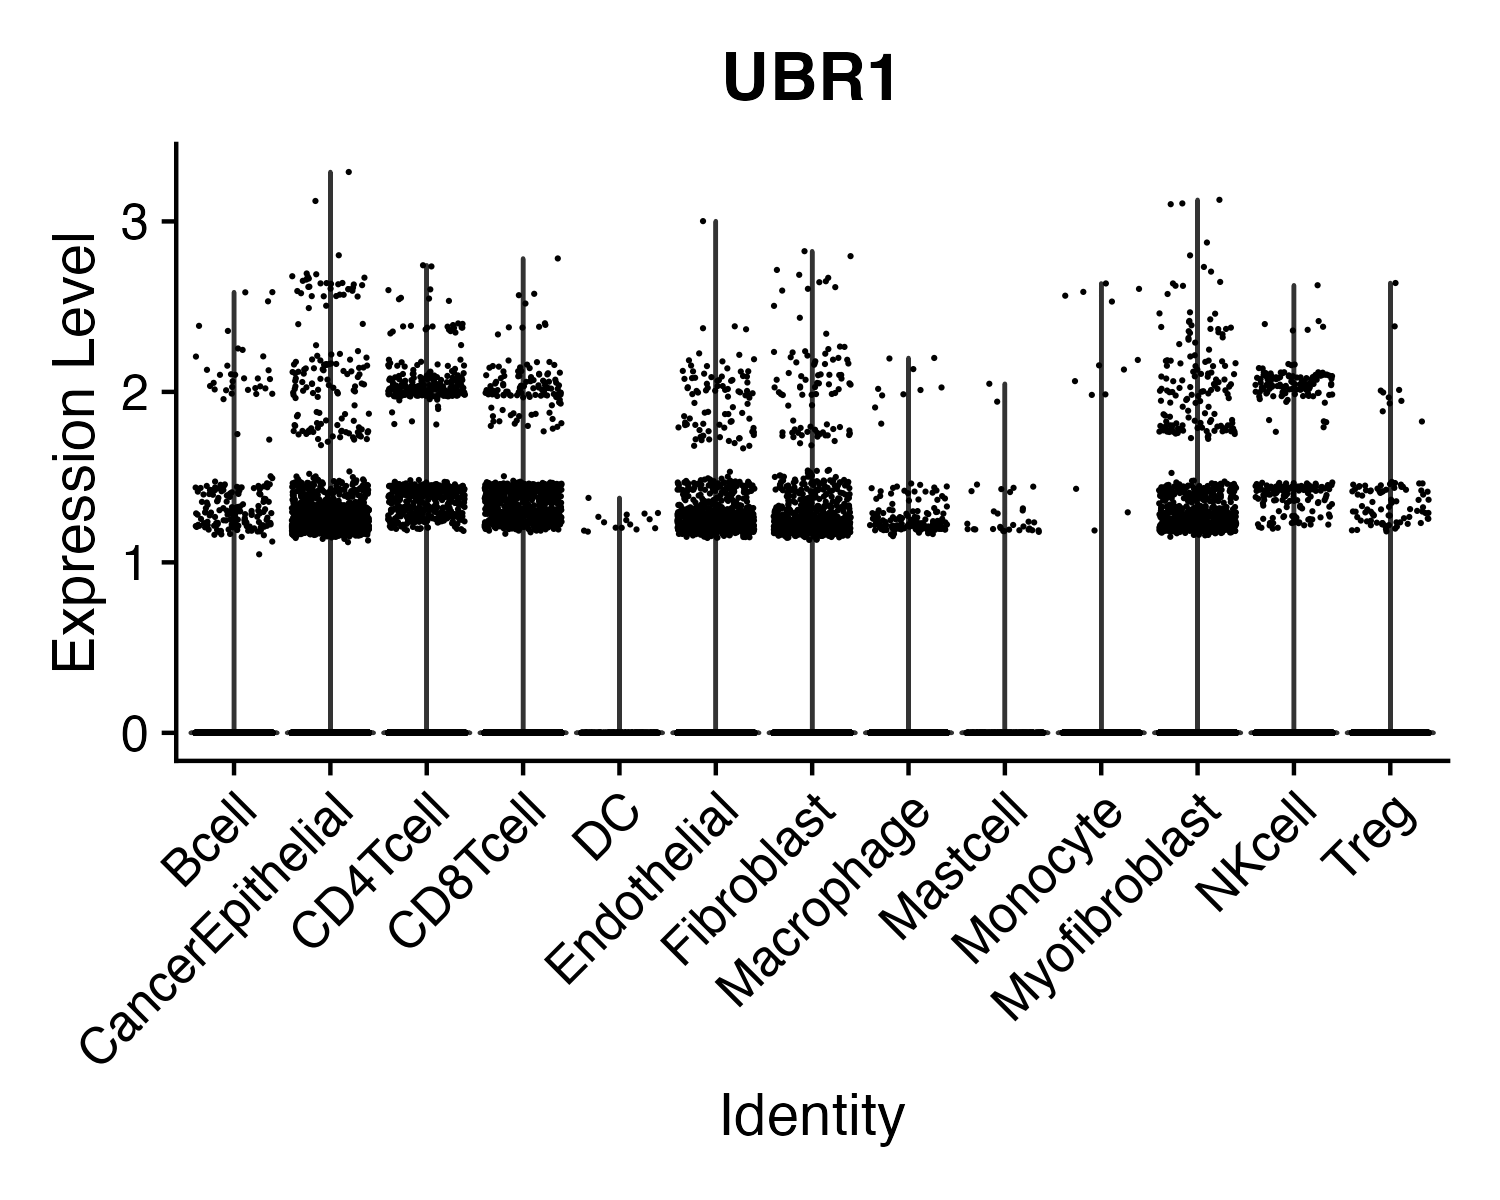 UBR1
Expression Level
3
2
1
0
Bcell
CancerEpithelial
CD4Tcell
CD8Tcell
DC
Endothelial
Fibroblast
Macrophage
Mastcell
Monocyte
Myofibroblast
NKcell
Treg
Identity